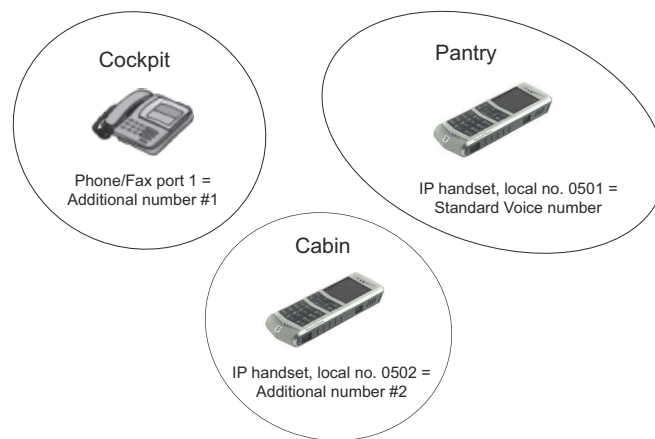 Cockpit
Phone/Fax port 1 =
Additional number #1
Pantry
IP handset, local no. 0501 =
Standard Voice number
Cabin
IP handset, local no. 0502 =
Additional number #2